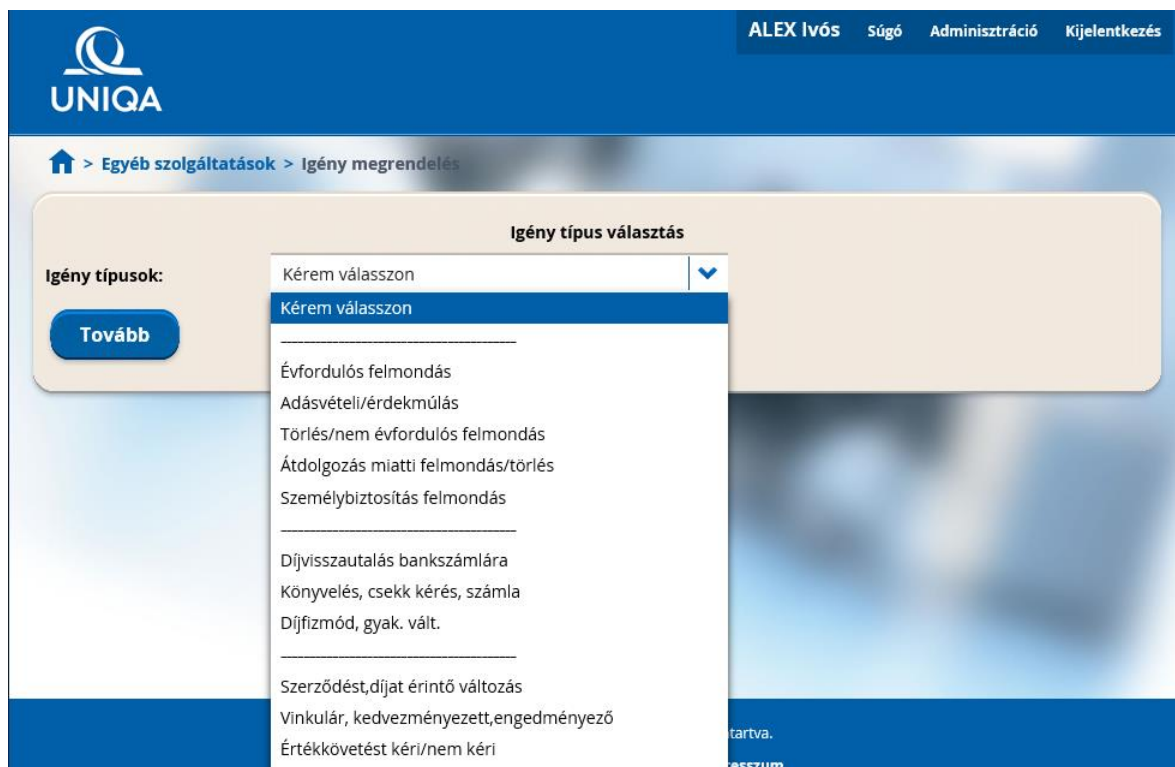 ALEX Ivós Súgó Adminisztráció Kijelentkezés
UNIQA
> Egyéb szolgáltatások > Igény megrendelés
Igény típus választás
Igény típusok:
Kérem válasszon
Kérem válasszon
Tovább
Évfordulós felmondás
Adásvételi/érdekmúlás
Törlés/nem évfordulós felmondás
Átdolgozás miatti felmondás/törlés
Személybiztosítás felmondás
Díjvisszautalás bankszámlára
Könyvelés, csekk kérés, számla
Díjfizmód, gyak. vált.
Szerződést,díjat érintő változás
Vinkulár, kedvezményezett,engedményező
tartva.
Értékkövetést kéri/nem kéri